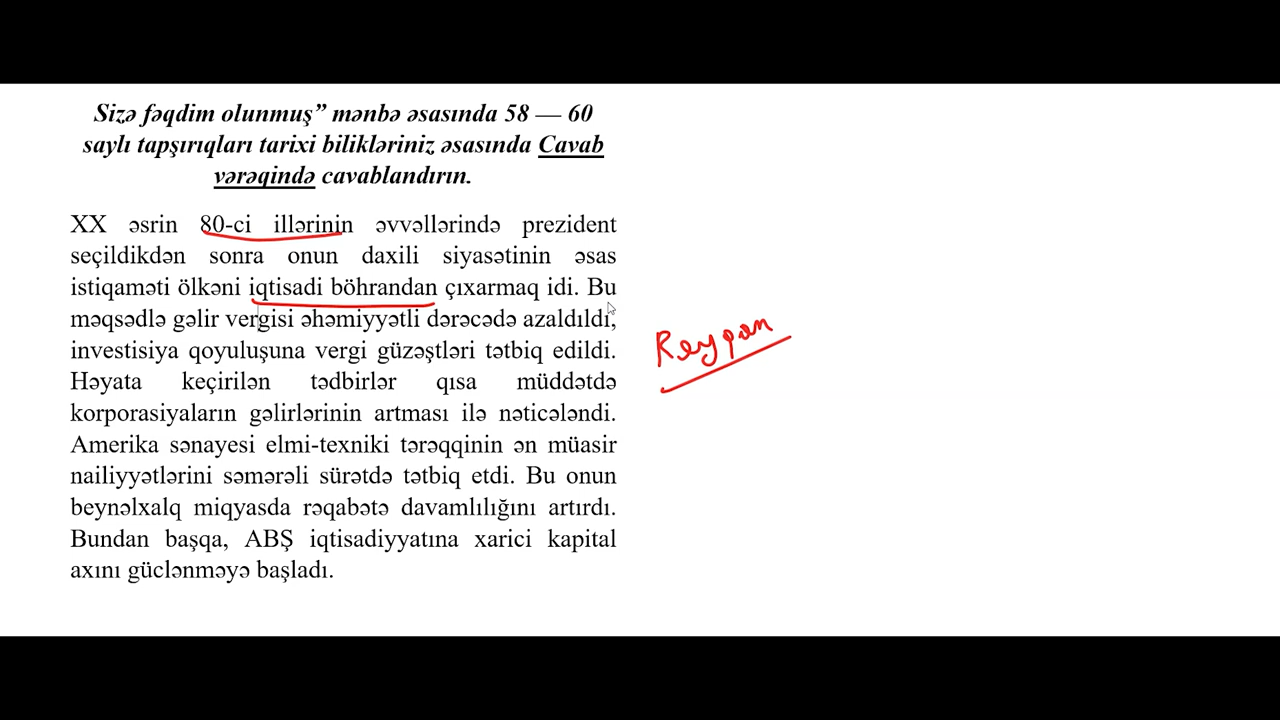 Sizə fəqdim olunmuş” mənbə əsasında 58 — 60
saylı tapşırıqları tarixi bilikləriniz əsasında Cavab
vərəqində cavablandırın.
XX əsrin 80-ci illərinin əvvəllərində prezident
seçildikdən sonra onun daxili siyasətinin əsas
istiqaməti ölkəni iqtisadi böhrandan çıxarmaq idi. Bu
məqsədlə gəlir vergisi əhəmiyyətli dərəcədə azaldıldı,
investisiya qoyuluşuna vergi güzəştləri tətbiq edildi.
Həyata keçirilən tədbirlər qısa müddətdə
korporasiyaların gəlirlərinin artması ilə nəticələndi.
Amerika sənayesi elmi-texniki tərəqqinin ən müasir
nailiyyətlərini səmərəli sürətdə tətbiq etdi. Bu onun
beynəlxalq miqyasda rəqabətə davamlılığını artırdı.
Bundan başqa, ABŞ iqtisadiyyatına xarici kapital
axını güclənməyə başladı.